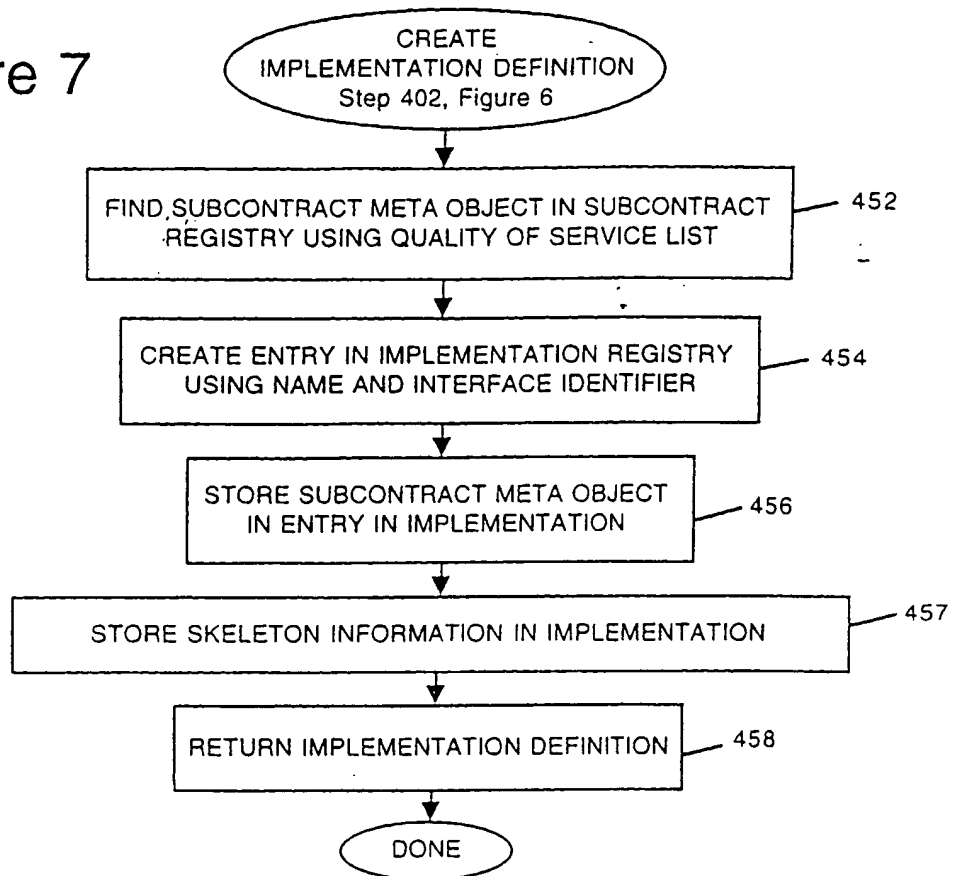 re 7
CREATE
IMPLEMENTATION DEFINITION
Step 402, Figure 6
FIND SUBCONTRACT META OBJECT IN SUBCONTRACT
REGISTRY USING QUALITY OF SERVICE LIST
452
CREATE ENTRY IN IMPLEMENTATION REGISTRY
USING NAME AND INTERFACE IDENTIFIER
454
STORE SUBCONTRACT META OBJECT
IN ENTRY IN IMPLEMENTATION
456
STORE SKELETON INFORMATION IN IMPLEMENTATION
457
RETURN IMPLEMENTATION DEFINITION
458
DONE